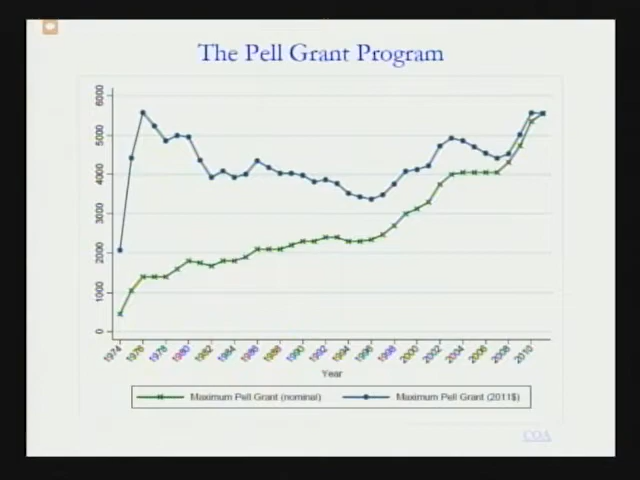 The Pell Grant Program
6000
5000
4000
3000
2000
1000
0
1974 1976 1978 1980 1982 1984 1986 1988 1990 1992 1994 1996 1998 2000 2002 2004 2006 2008 2010
Year
Maximum Pell Grant (nominal) Maximum Pell Grant (2011$)
COA